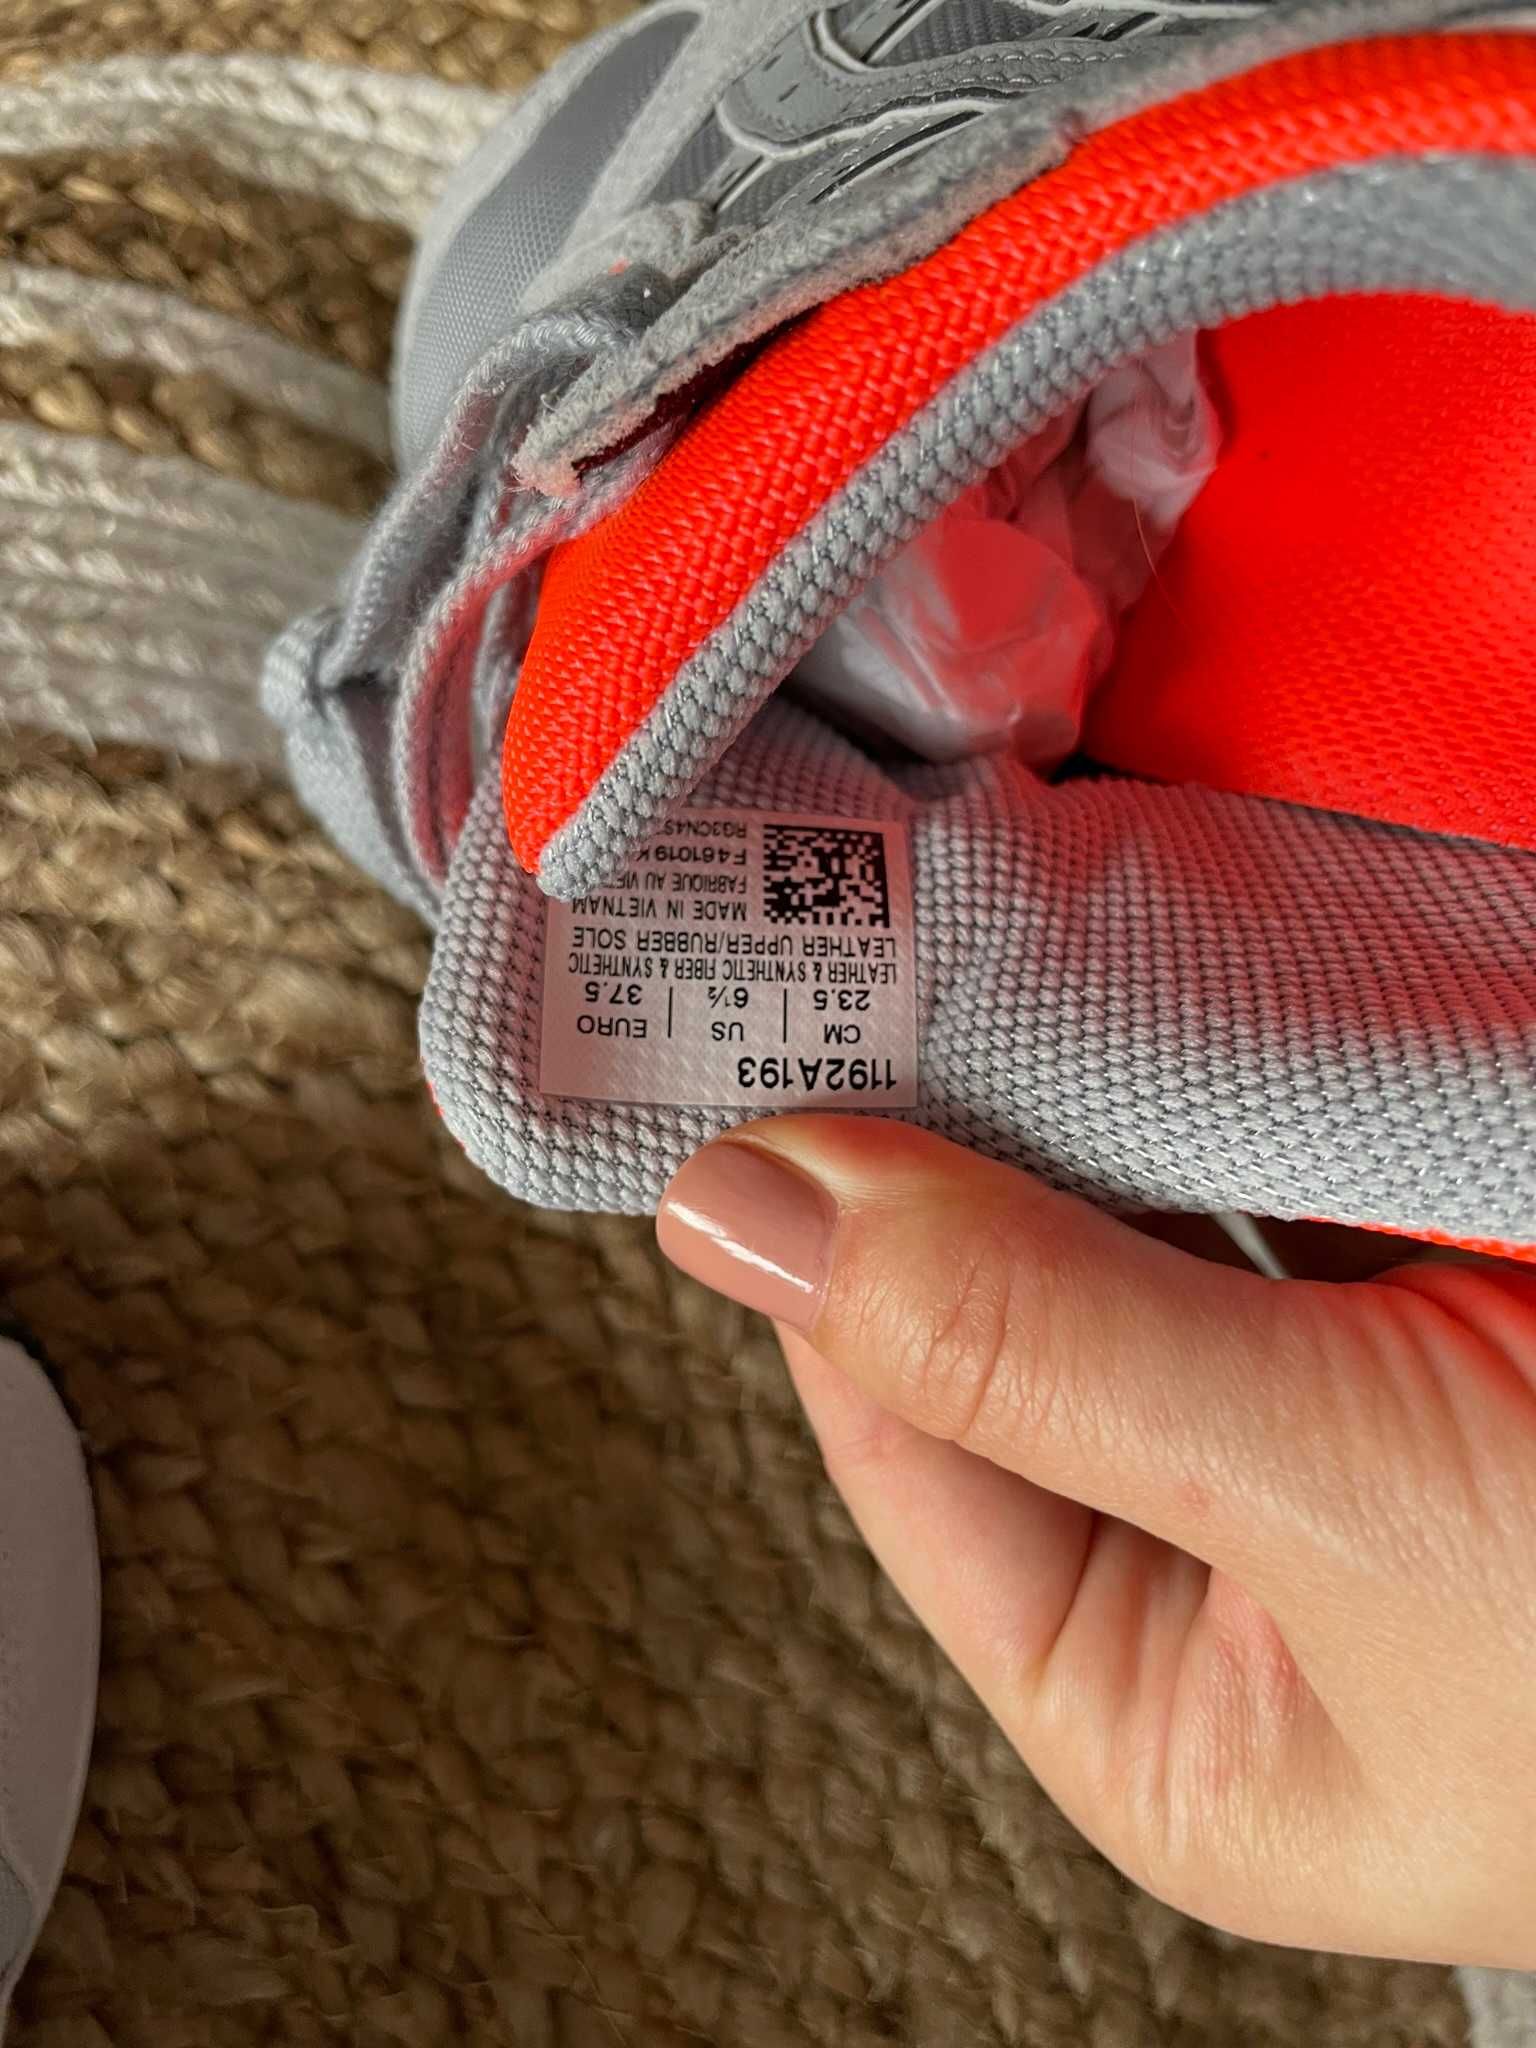 1192A193
CM | US | EURO
23.5 | 6½ | 37.5
LEATHER & SYNTHETIC FIBER & SYNTHETIC
LEATHER UPPER/RUBBER SOLE
MADE IN VIETNAM
FABRIQUE AU
F461019